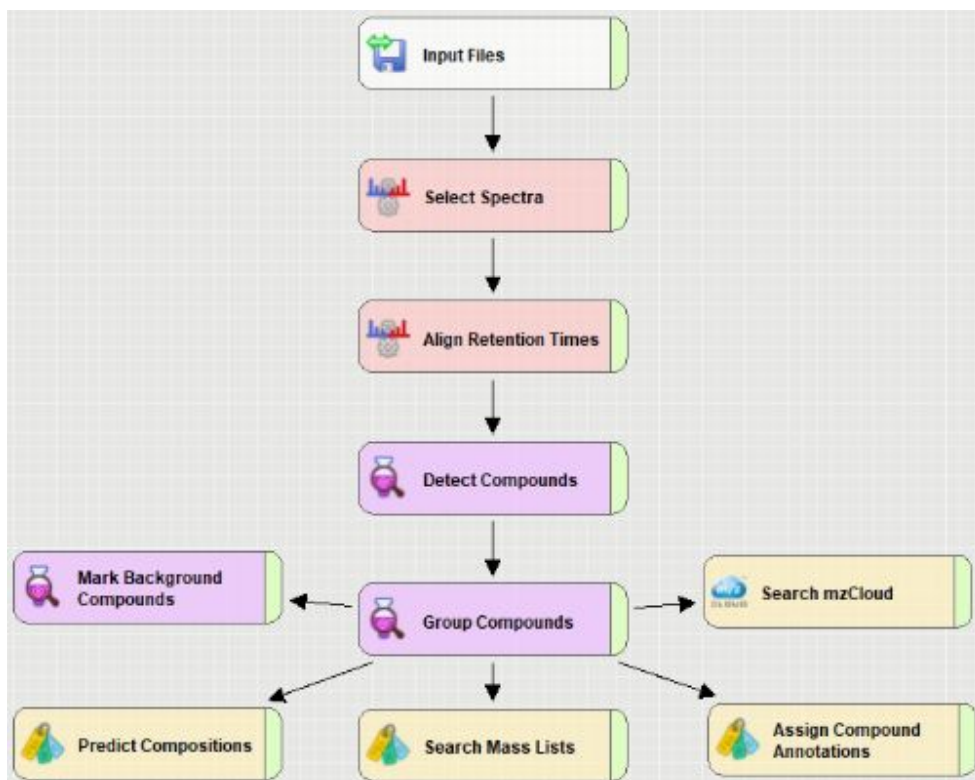 Input Files
Select Spectra
Align Retention Times
Detect Compounds
Mark Background
Compounds
Group Compounds
Search mzCloud
Predict Compositions
Search Mass Lists
Assign Compound
Annotations